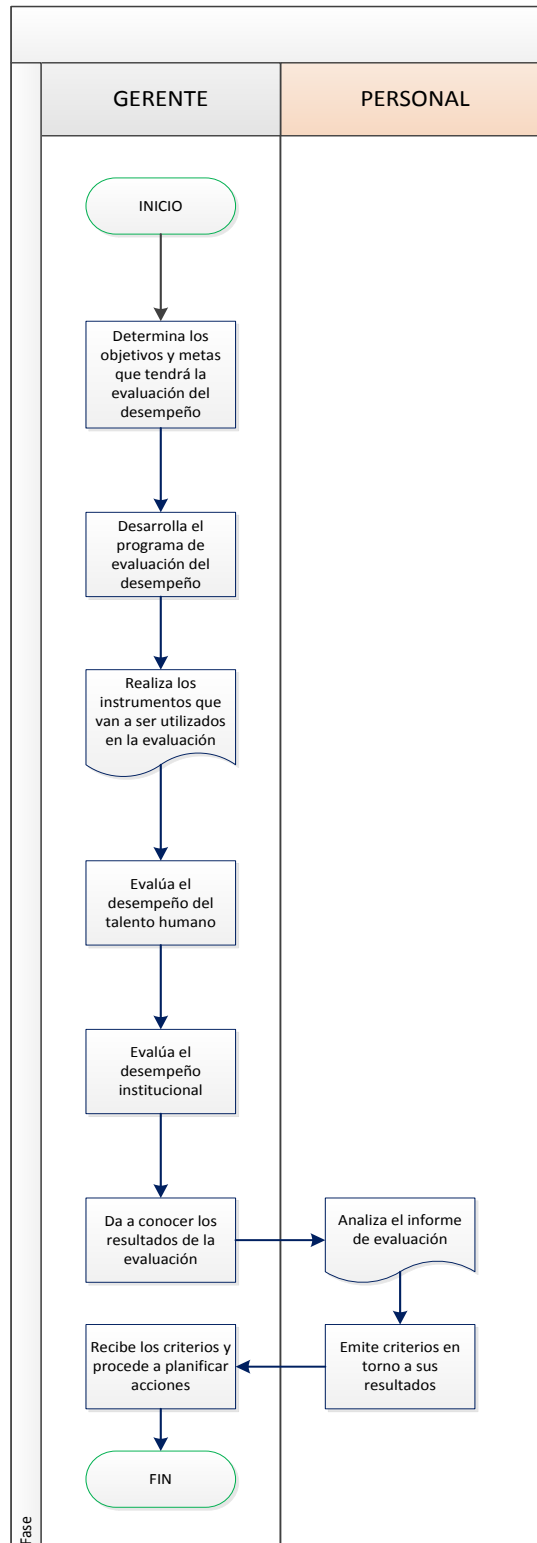 GERENTE
PERSONAL
INICIO
Determina los
objetivos y metas
que tendrá la
evaluación del
desempeño
Desarrolla el
programa de
evaluación del
desempeño
Realiza los
instrumentos que
van a ser utilizados
en la evaluación
Evalúa el
desempeño del
talento humano
Evalúa el
desempeño
institucional
Da a conocer los
resultados de la
evaluación
Analiza el informe
de evaluación
Emite criterios en
torno a sus
resultados
Recibe los criterios y
procede a planificar
acciones
FIN
Fase